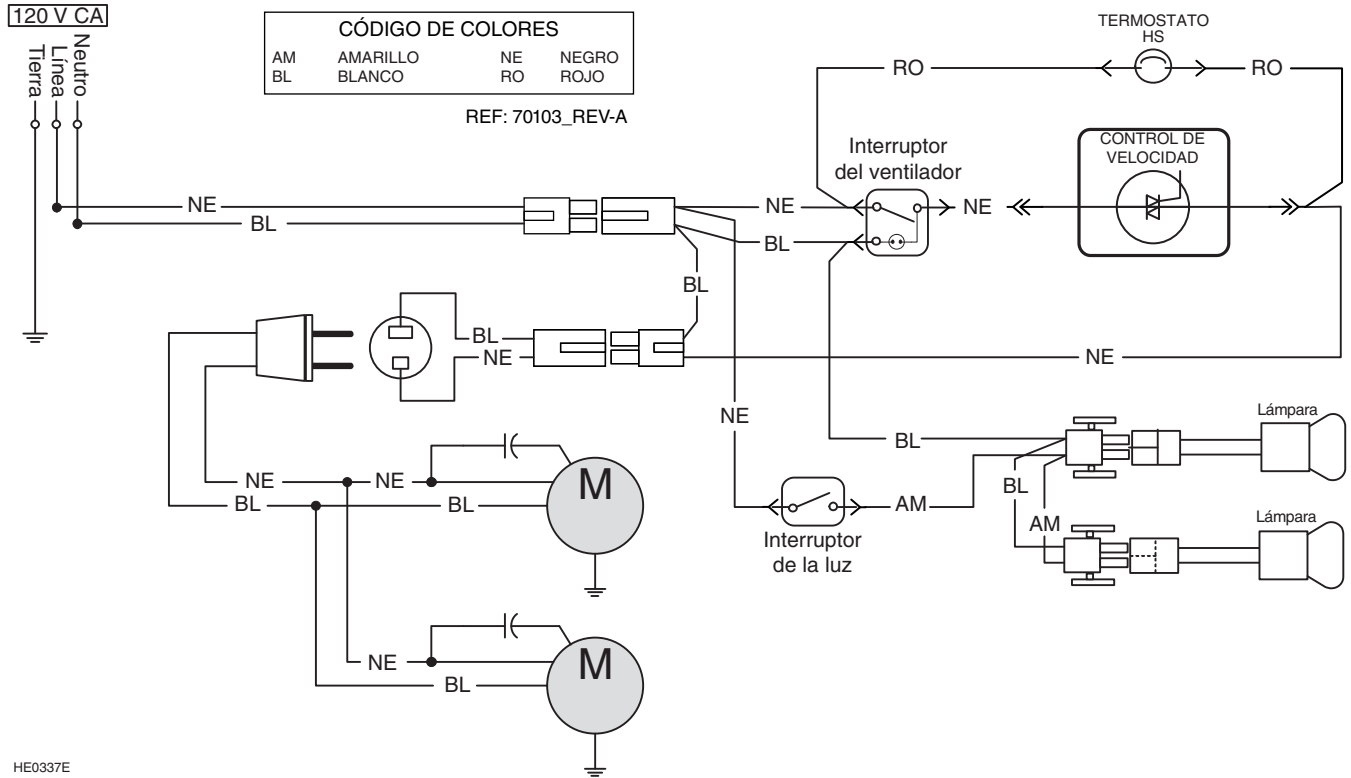 120 V CA
Neutro
Línea
Tierra
CÓDIGO DE COLORES
AM AMARILLO NE NEGRO
BL BLANCO RO ROJO
REF: 70103_REV-A
TERMOSTATO
HS
RO
RO
CONTROL DE
VELOCIDAD
Interruptor
del ventilador
NE
NE
NE
BL
BL
BL
BL
NE
NE
NE
BL
Lámpara
NE
NE
BL
BL
M
AM
BL
AM
Interruptor
de la luz
Lámpara
NE
BL
M
HE0337E